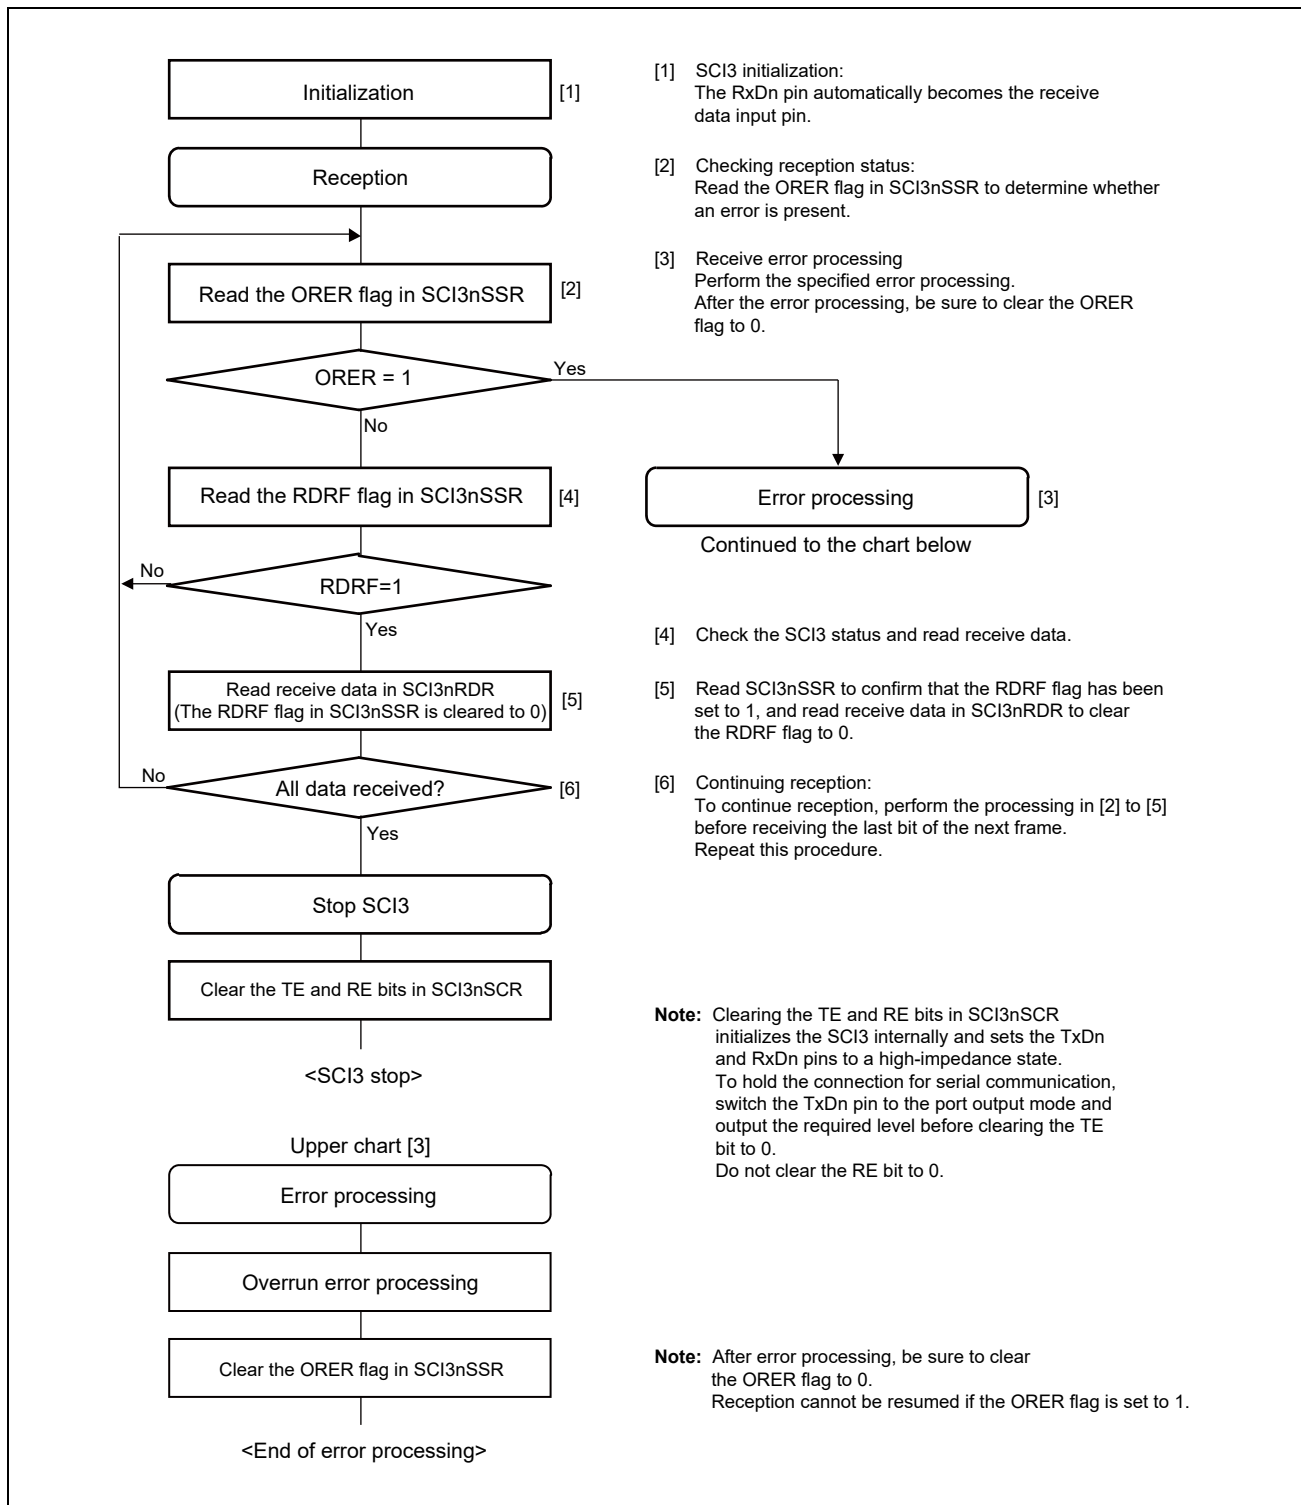 Initialization [1]
Reception
Read the ORER flag in SCI3nSSR [2]
ORER = 1
Yes
No
Read the RDRF flag in SCI3nSSR [4]
Error processing [3]
Continued to the chart below
No
RDRF=1
Yes
Read receive data in SCI3nRDR
(The RDRF flag in SCI3nSSR is cleared to 0) [5]
No
All data received? [6]
Yes
Stop SCI3
Clear the TE and RE bits in SCI3nSCR
<SCI3 stop>
Upper chart [3]
Error processing
Overrun error processing
Clear the ORER flag in SCI3nSSR
<End of error processing>
[1] SCI3 initialization:
The RxDn pin automatically becomes the receive
data input pin.
[2] Checking reception status:
Read the ORER flag in SCI3nSSR to determine whether
an error is present.
[3] Receive error processing
Perform the specified error processing.
After the error processing, be sure to clear the ORER
flag to 0.
[4] Check the SCI3 status and read receive data.
[5] Read SCI3nSSR to confirm that the RDRF flag has been
set to 1, and read receive data in SCI3nRDR to clear
the RDRF flag to 0.
[6] Continuing reception:
To continue reception, perform the processing in [2] to [5]
before receiving the last bit of the next frame.
Repeat this procedure.
Note: Clearing the TE and RE bits in SCI3nSCR
initializes the SCI3 internally and sets the TxDn
and RxDn pins to a high-impedance state.
To hold the connection for serial communication,
switch the TxDn pin to the port output mode and
output the required level before clearing the TE
bit to 0.
Do not clear the RE bit to 0.
Note: After error processing, be sure to clear
the ORER flag to 0.
Reception cannot be resumed if the ORER flag is set to 1.